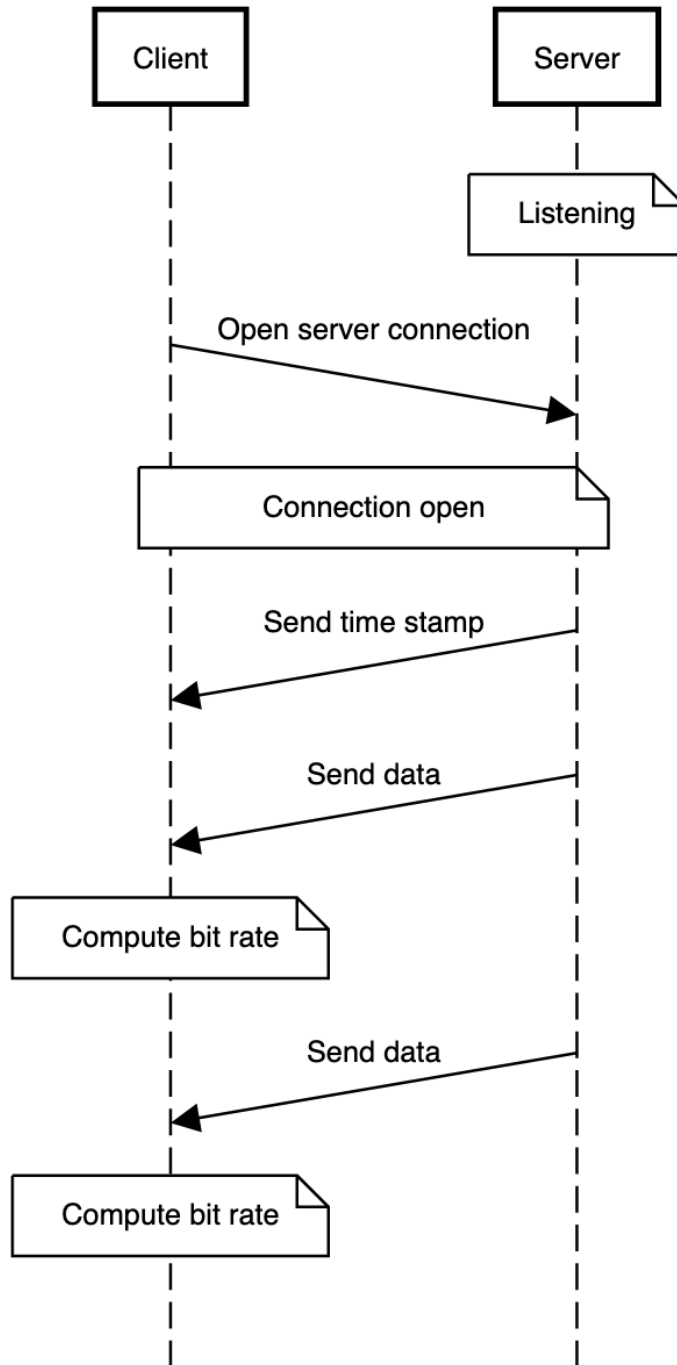 Client
Server
Listening
Open server connection
Connection open
Send time stamp
Send data
Compute bit rate
Send data
Compute bit rate